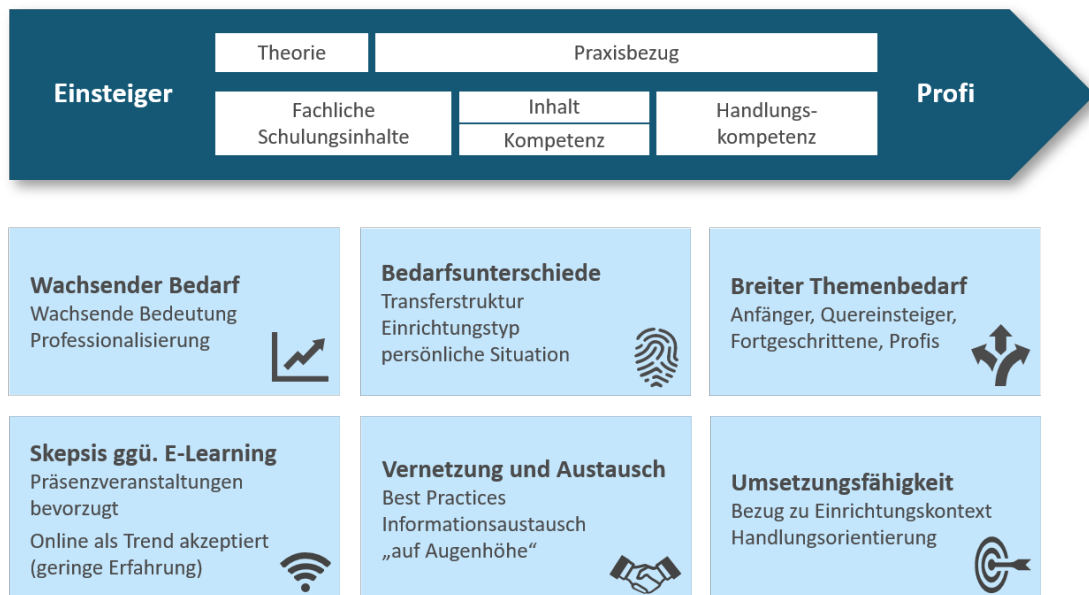 Einsteiger
Theorie
Praxisbezug
Fachliche
Schulungsinhalte
Inhalt
Kompetenz
Handlungs-
kompetenz
Profi
Wachsender Bedarf
Wachsende Bedeutung
Professionalisierung
Bedarfsunterschiede
Transferstruktur
Einrichtungstyp
persönliche Situation
Breiter Themenbedarf
Anfänger, Quereinsteiger,
Fortgeschrittene, Profis
Skepsis ggü. E-Learning
Präsenzveranstaltungen
bevorzugt
Online als Trend akzeptiert
(geringe Erfahrung)
Vernetzung und Austausch
Best Practices
Informationsaustausch
„auf Augenhöhe“
Umsetzungsfähigkeit
Bezug zu Einrichtungskontext
Handlungsorientierung